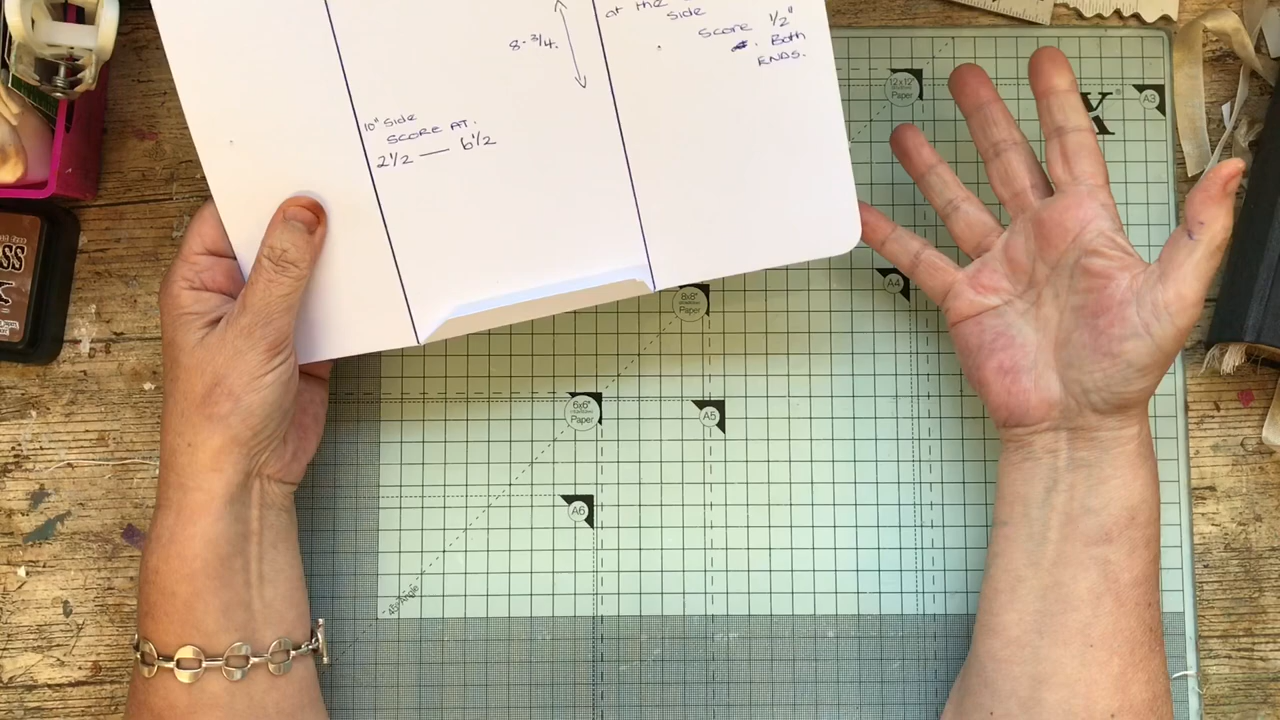 8-3/4.
at the
side
score 1/2"
Both
ENDS.
10" side
SCORE AT.
2 1/2 — 6 1/2
12x12"
Paper
A3
X®
A4
8x8"
Paper
6x6"
Paper
A5
A6
45° Angle